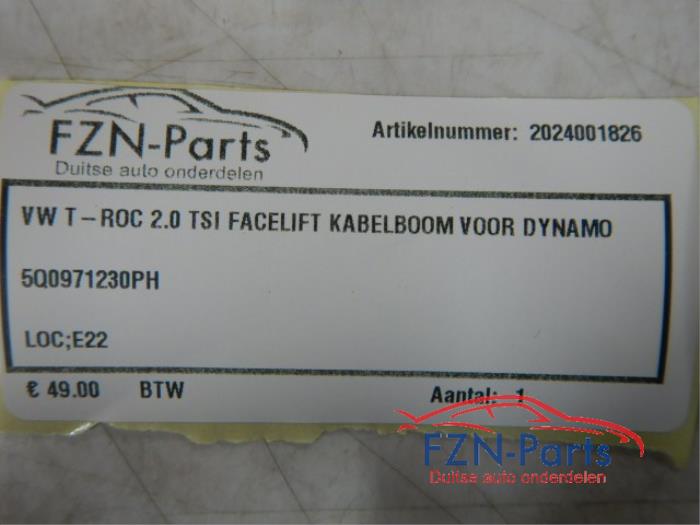 FZN-Parts
Duitse auto onderdelen
Artikelnummer: 2024001826
VW T-ROC 2.0 TSI FACELIFT KABELBOOM VOOR DYNAMO
5Q0971230PH
LOC;E22
€ 49.00 BTW Aantal: 1
FZN-Parts
Duitse auto onderdelen